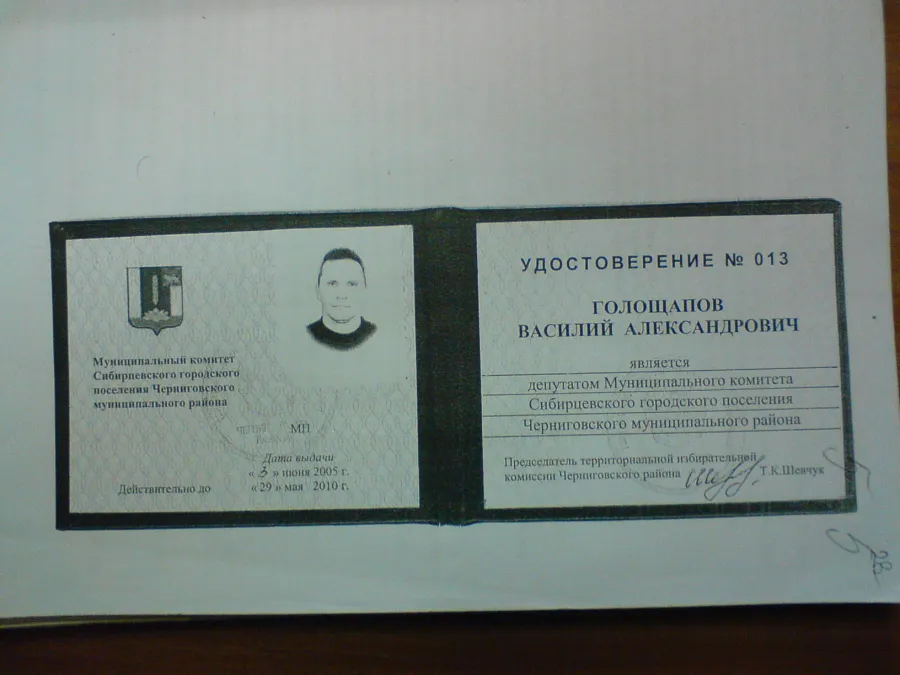 Муниципальный комитет
Сибирцевского городского
поселения Черниговского
муниципального района
МП
Дата выдачи
« 3 » июня 2005 г.
Действительно до « 29 » мая 2010 г.
УДОСТОВЕРЕНИЕ № 013
ГОЛОЩАПОВ
ВАСИЛИЙ АЛЕКСАНДРОВИЧ
является
депутатом Муниципального комитета
Сибирцевского городского поселения
Черниговского муниципального района
Председатель территориальной избирательной
комиссии Черниговского района Т.К.Шевчук
28